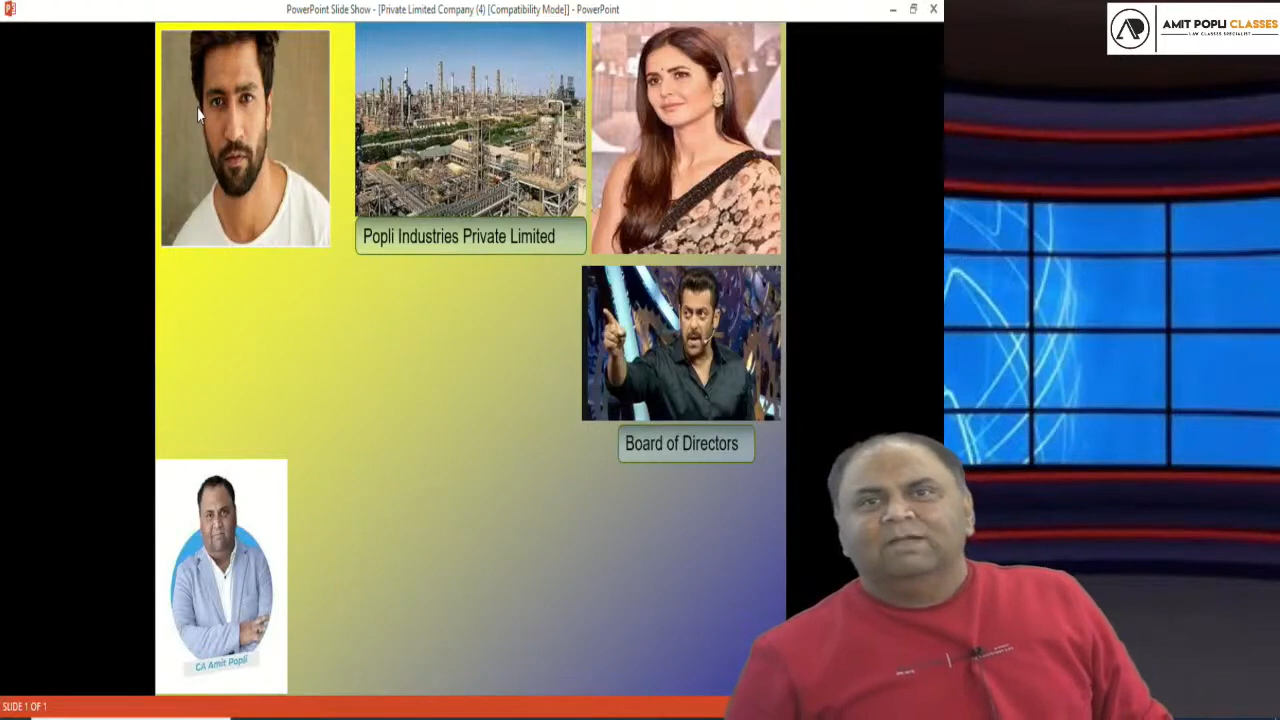 PowerPoint Slide Show - [Private Limited Company (4) [Compatibility Mode]] - PowerPoint
AMIT POPLI CLASSES
LAW CLASSES SPECIALIST
Popli Industries Private Limited
Board of Directors
CA Amit Popli
SLIDE 1 OF 1